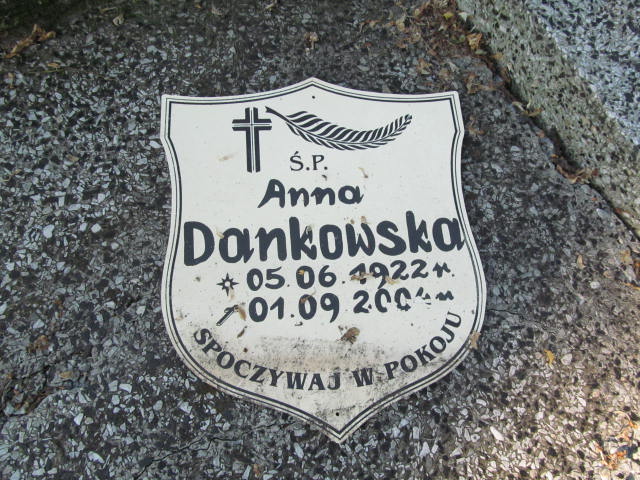 Ś.P.
Anna
Dankowska
05.06.1922 r.
01.09
SPOCZYWAJ W POKOJU